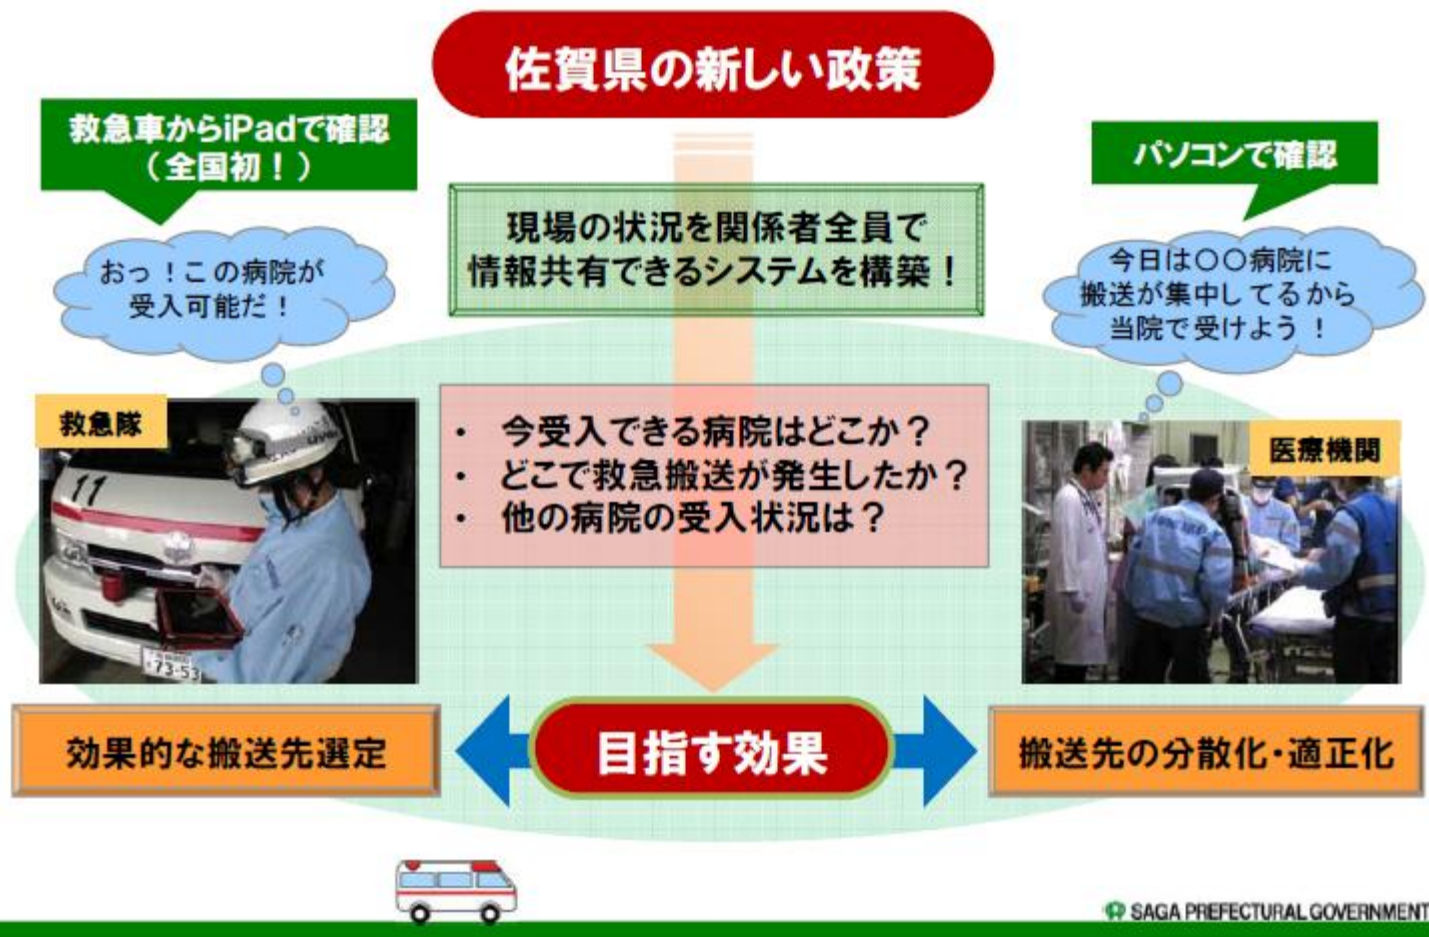 佐賀県の新しい政策
救急車からiPadで確認
（全国初！）
パソコンで確認
現場の状況を関係者全員で
情報共有できるシステムを構築！
おっ！この病院が
受入可能だ！
今日は〇〇病院に
搬送が集中してるから
当院で受けよう！
救急隊
・ 今受入できる病院はどこか？
・ どこで救急搬送が発生したか？
・ 他の病院の受入状況は？
医療機関
11
73-53
効果的な搬送先選定
目指す効果
搬送先の分散化・適正化
SAGA PREFECTURAL GOVERNMENT